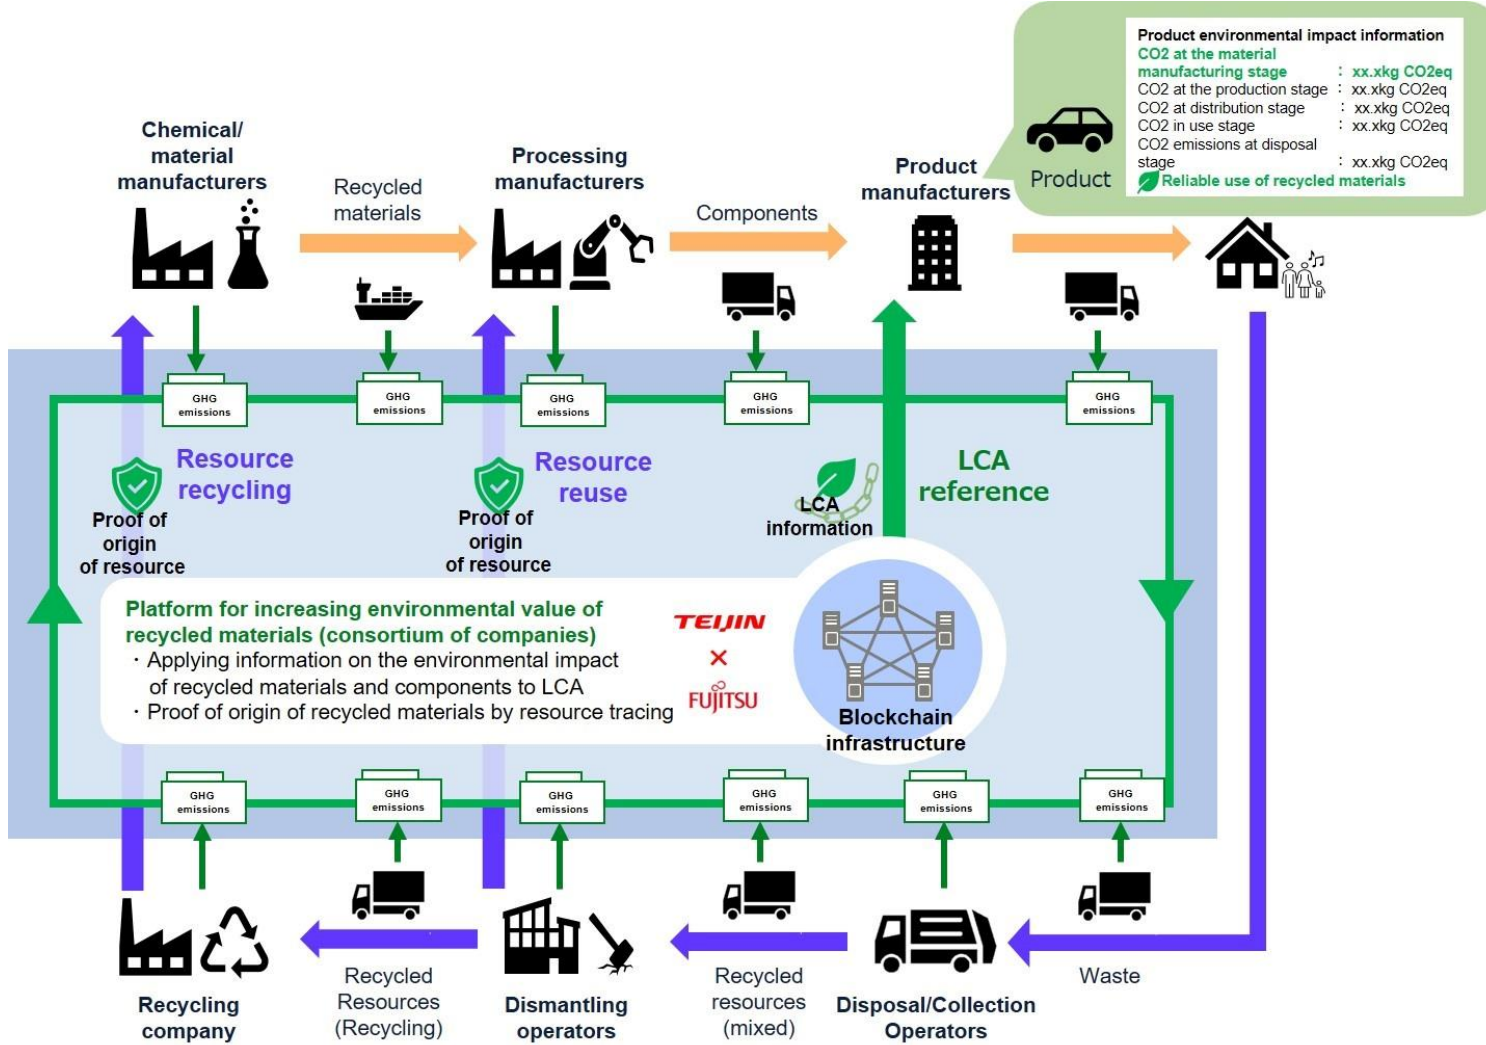 Product environmental impact information
CO2 at the material
manufacturing stage : xx.xkg CO2eq
CO2 at the production stage : xx.xkg CO2eq
CO2 at distribution stage : xx.xkg CO2eq
CO2 in use stage : xx.xkg CO2eq
CO2 emissions at disposal
stage : xx.xkg CO2eq
Reliable use of recycled materials
Product
Chemical/
material
manufacturers
Recycled
materials
Processing
manufacturers
Components
Product
manufacturers
GHG
emissions
GHG
emissions
GHG
emissions
GHG
emissions
GHG
emissions
Resource
recycling
Proof of
origin
of resource
Resource
reuse
Proof of
origin
of resource
LCA
information
LCA
reference
Platform for increasing environmental value of
recycled materials (consortium of companies)
・Applying information on the environmental impact
of recycled materials and components to LCA
・Proof of origin of recycled materials by resource tracing
TEIJIN
×
FUJITSU
Blockchain
infrastructure
GHG
emissions
GHG
emissions
GHG
emissions
GHG
emissions
GHG
emissions
GHG
emissions
Recycling
company
Recycled
Resources
(Recycling)
Dismantling
operators
Recycled
resources
(mixed)
Disposal/Collection
Operators
Waste